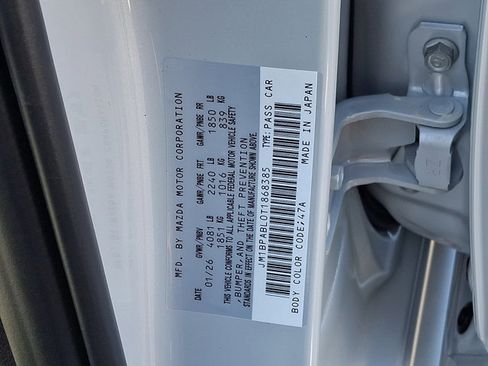 MFD. BY MAZDA MOTOR CORPORATION
DATE GVWR/PNBV GAWR/PNBE FRT GAWR/PNBE RR
01/26 4081 LB 2240 LB 1850 LB
1851 KG 1016 KG 839 KG
THIS VEHICLE CONFORMS TO ALL APPLICABLE FEDERAL MOTOR VEHICLE SAFETY
/BUMPER,AND THEFT PREVENTION
STANDARDS IN EFFECT ON THE DATE OF MANUFACTURE SHOWN ABOVE.
JM1BPABL0T1868385 TYPE:PASS CAR
BODY COLOR CODE:47A MADE IN JAPAN